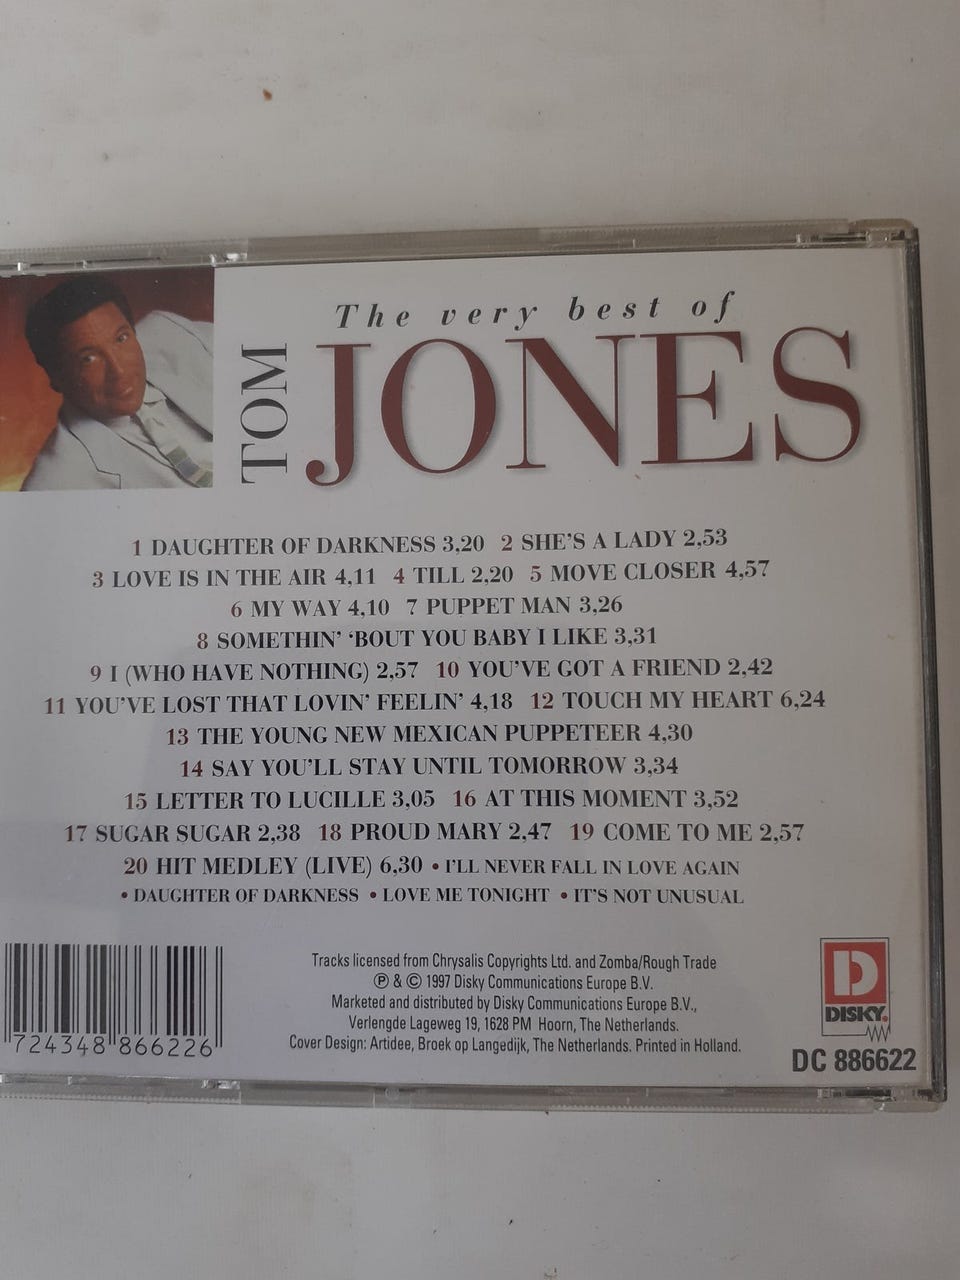 The very best of
TOM JONES
1 DAUGHTER OF DARKNESS 3,20 2 SHE'S A LADY 2,53
3 LOVE IS IN THE AIR 4,11 4 TILL 2,20 5 MOVE CLOSER 4,57
6 MY WAY 4,10 7 PUPPET MAN 3,26
8 SOMETHIN' 'BOUT YOU BABY I LIKE 3,31
9 I (WHO HAVE NOTHING) 2,57 10 YOU'VE GOT A FRIEND 2,42
11 YOU'VE LOST THAT LOVIN' FEELIN' 4,18 12 TOUCH MY HEART 6,24
13 THE YOUNG NEW MEXICAN PUPPETEER 4,30
14 SAY YOU'LL STAY UNTIL TOMORROW 3,34
15 LETTER TO LUCILLE 3,05 16 AT THIS MOMENT 3,52
17 SUGAR SUGAR 2,38 18 PROUD MARY 2,47 19 COME TO ME 2,57
20 HIT MEDLEY (LIVE) 6,30 • I'LL NEVER FALL IN LOVE AGAIN
• DAUGHTER OF DARKNESS • LOVE ME TONIGHT • IT'S NOT UNUSUAL
Tracks licensed from Chrysalis Copyrights Ltd. and Zomba/Rough Trade
℗ & © 1997 Disky Communications Europe B.V.
Marketed and distributed by Disky Communications Europe B.V.,
Verlengde Lageweg 19, 1628 PM Hoorn, The Netherlands.
Cover Design: Artidee, Broek op Langedijk, The Netherlands. Printed in Holland.
724348 866226
D
DISKY.
DC 886622